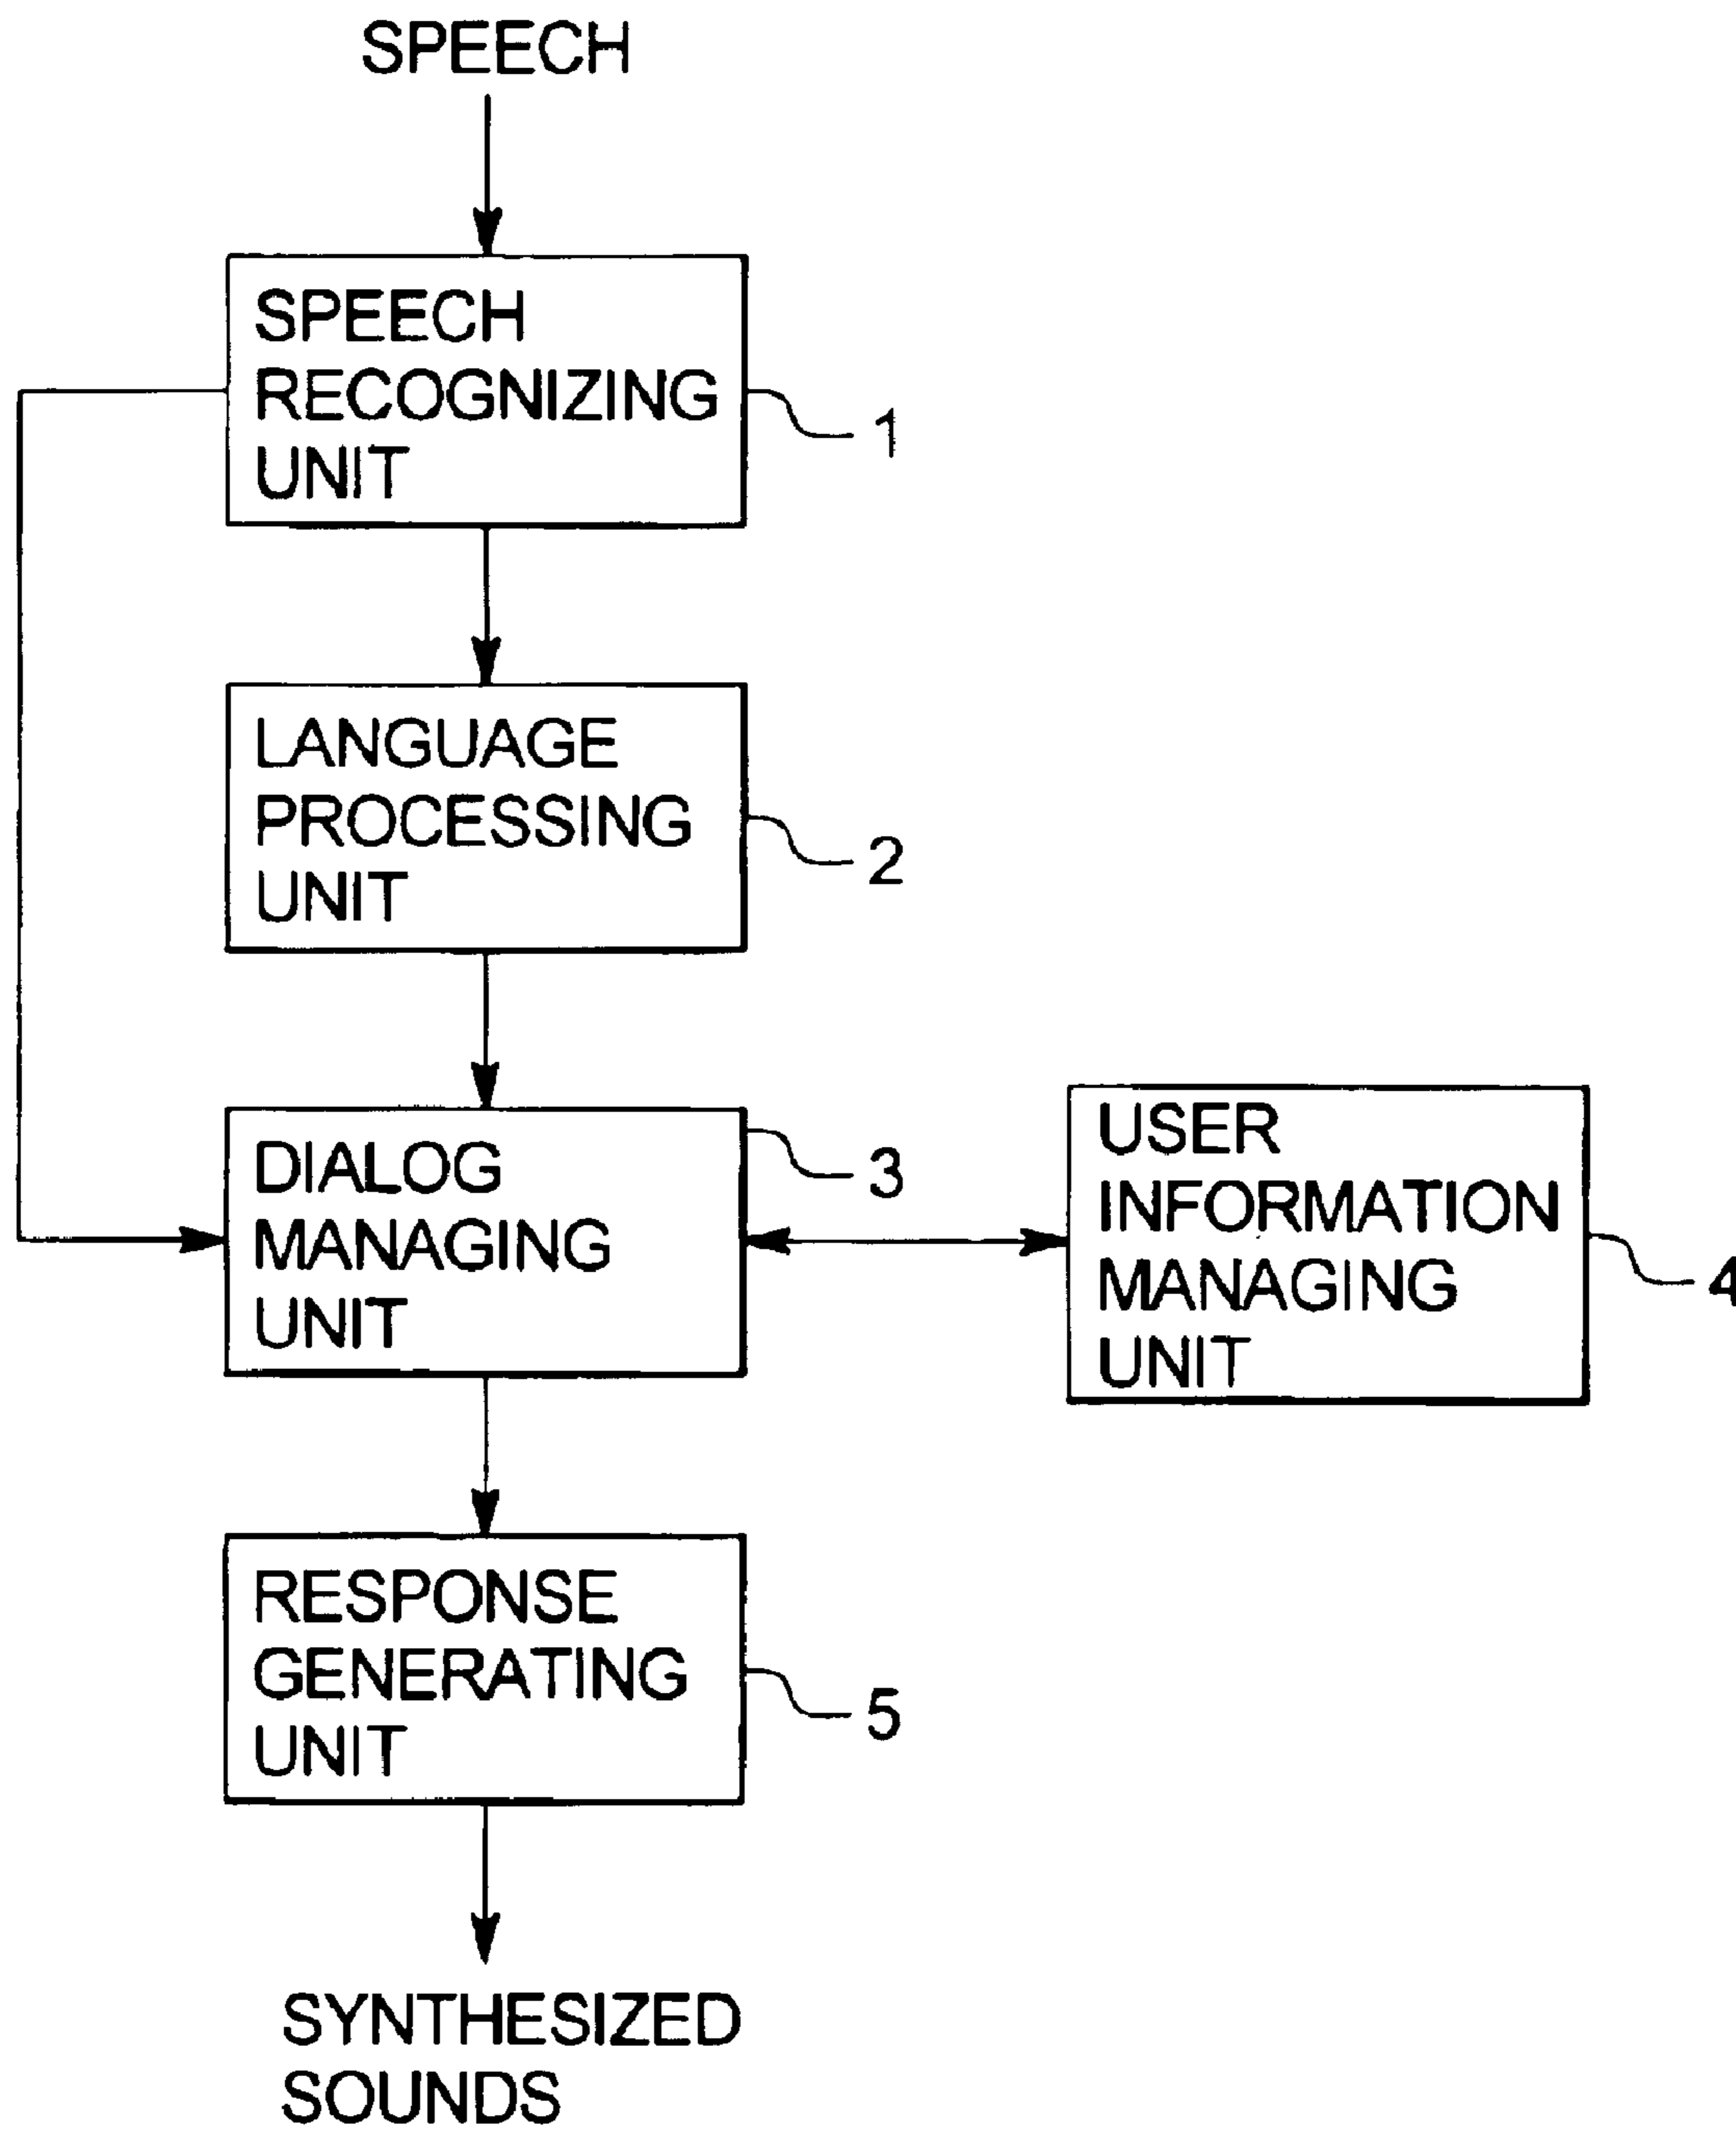 SPEECH
SPEECH
RECOGNIZING
UNIT
1
LANGUAGE
PROCESSING
UNIT
2
DIALOG
MANAGING
UNIT
3
USER
INFORMATION
MANAGING
UNIT
4
RESPONSE
GENERATING
UNIT
5
SYNTHESIZED
SOUNDS